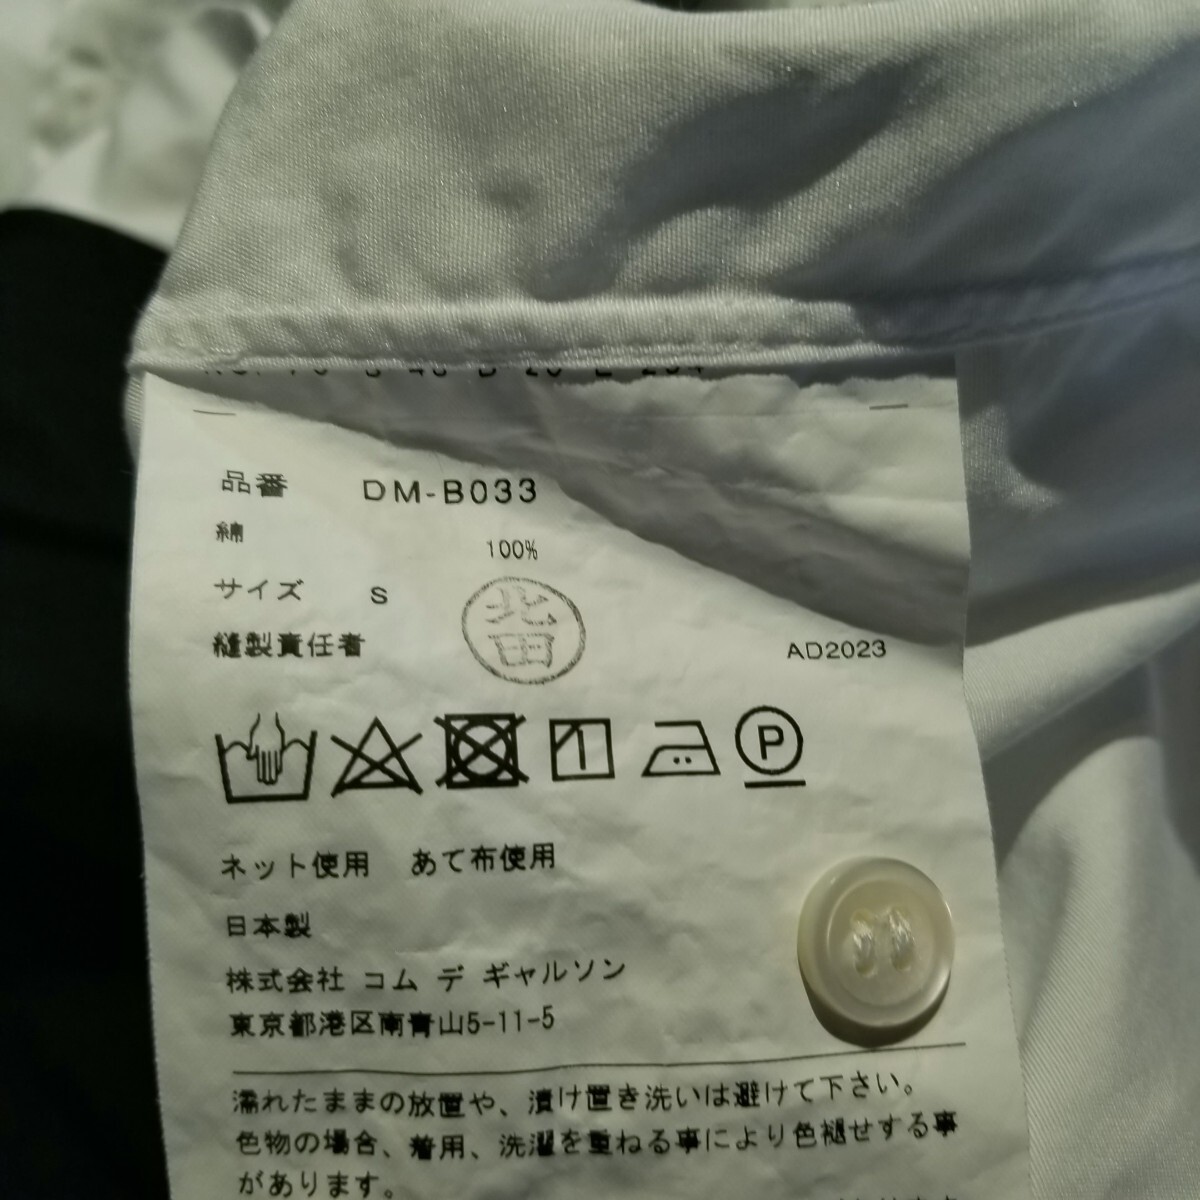 品番 DM-B033
綿 100%
サイズ S
縫製責任者 北田 AD2023
P
ネット使用 あて布使用
日本製
株式会社 コム デ ギャルソン
東京都港区南青山5-11-5
濡れたままの放置や、漬け置き洗いは避けて下さい。
色物の場合、着用、洗濯を重ねる事により色褪せする事
があります。